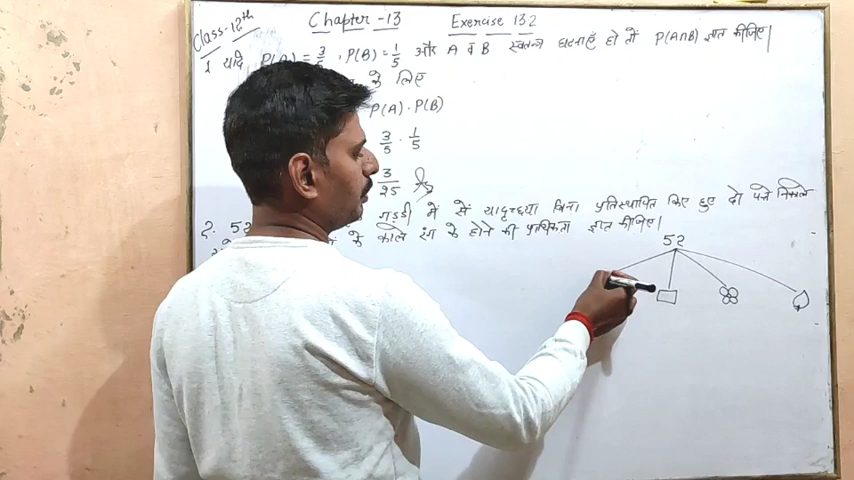 Class-12th Chapter -13 Exercise 13.2
1 यदि P(A) = 3/5, P(B) = 1/5 और A व B स्वतन्त्र घटनाएँ हो तो P(A∩B) ज्ञात कीजिए।
के लिए
P(A) . P(B)
3/5 . 1/5
3/25
2. 52 गड्डी में से यादृच्छया बिना प्रतिस्थापित किए हुए दो पत्ते निकाले
के काले रंग के होने की प्रायिकता ज्ञात कीजिए।
52